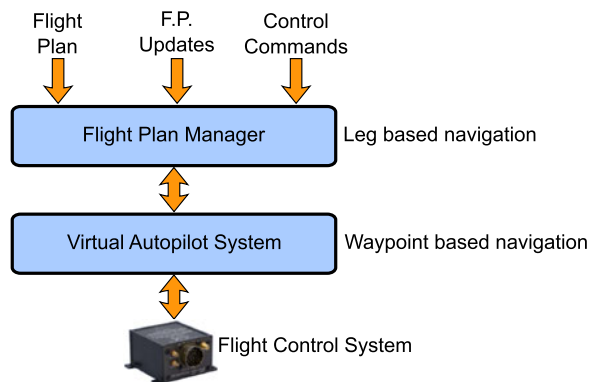 Flight
Plan
F.P.
Updates
Control
Commands
Flight Plan Manager
Leg based navigation
Virtual Autopilot System
Waypoint based navigation
Flight Control System